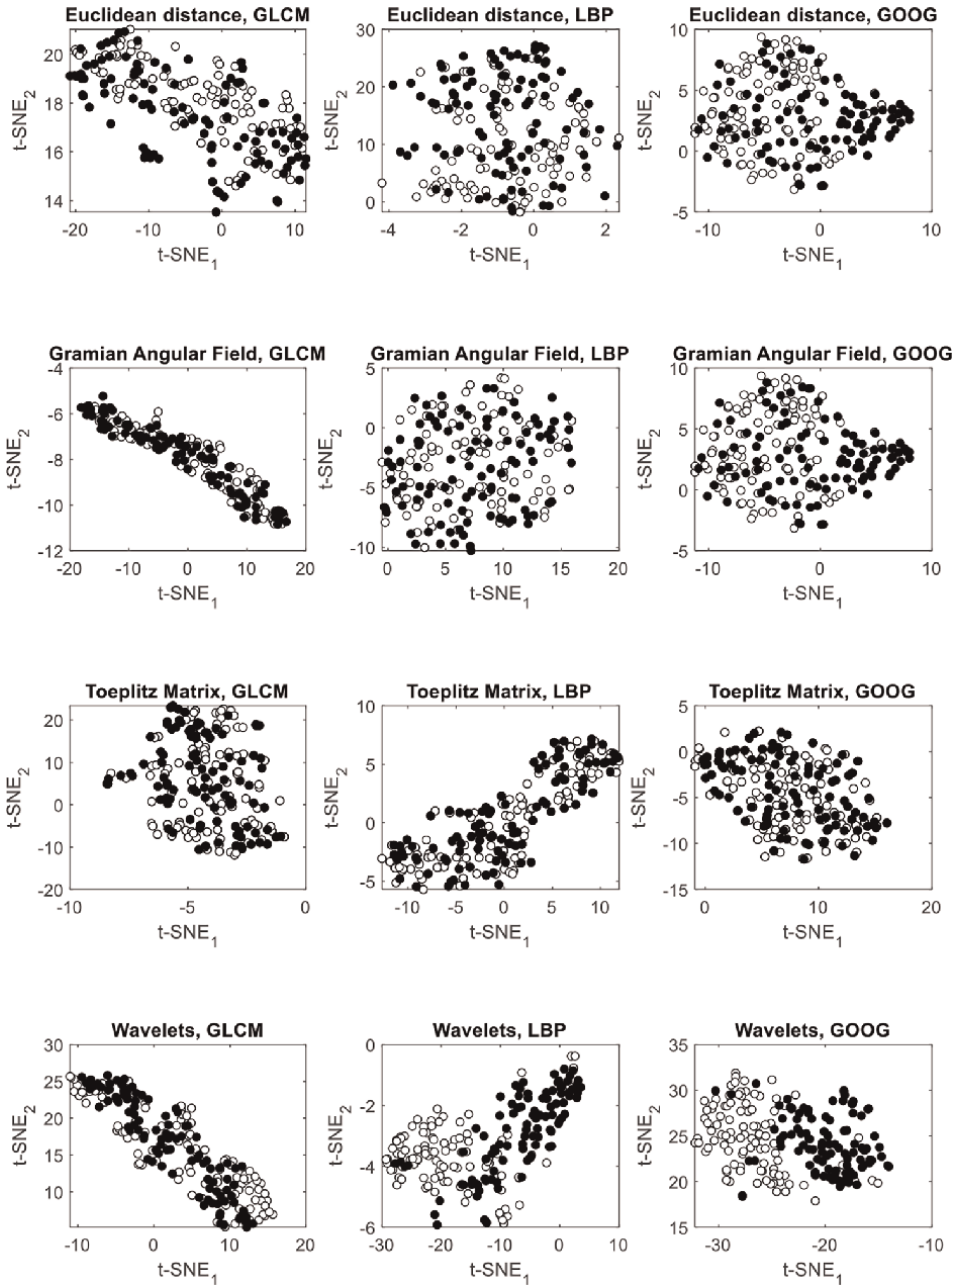 Euclidean distance, GLCM
Euclidean distance, LBP
Euclidean distance, GOOG
20
18
16
14
t-SNE2
-20
-10
0
10
t-SNE1
30
20
10
0
t-SNE2
-4
-2
0
2
t-SNE1
10
5
0
-5
t-SNE2
-10
0
10
t-SNE1
Gramian Angular Field, GLCM
Gramian Angular Field, LBP
Gramian Angular Field, GOOG
-4
-6
-8
-10
-12
t-SNE2
-20
-10
0
10
20
t-SNE1
5
0
-5
-10
t-SNE2
0
5
10
15
20
t-SNE1
10
5
0
-5
t-SNE2
-10
0
10
t-SNE1
Toeplitz Matrix, GLCM
Toeplitz Matrix, LBP
Toeplitz Matrix, GOOG
20
10
0
-10
-20
t-SNE2
-10
-5
0
t-SNE1
10
5
0
-5
t-SNE2
-10
-5
0
5
10
t-SNE1
5
0
-5
-10
-15
t-SNE2
0
10
20
t-SNE1
Wavelets, GLCM
Wavelets, LBP
Wavelets, GOOG
30
25
20
15
10
t-SNE2
-10
0
10
20
t-SNE1
0
-2
-4
-6
t-SNE2
-30
-20
-10
0
10
t-SNE1
35
30
25
20
15
t-SNE2
-30
-20
-10
t-SNE1